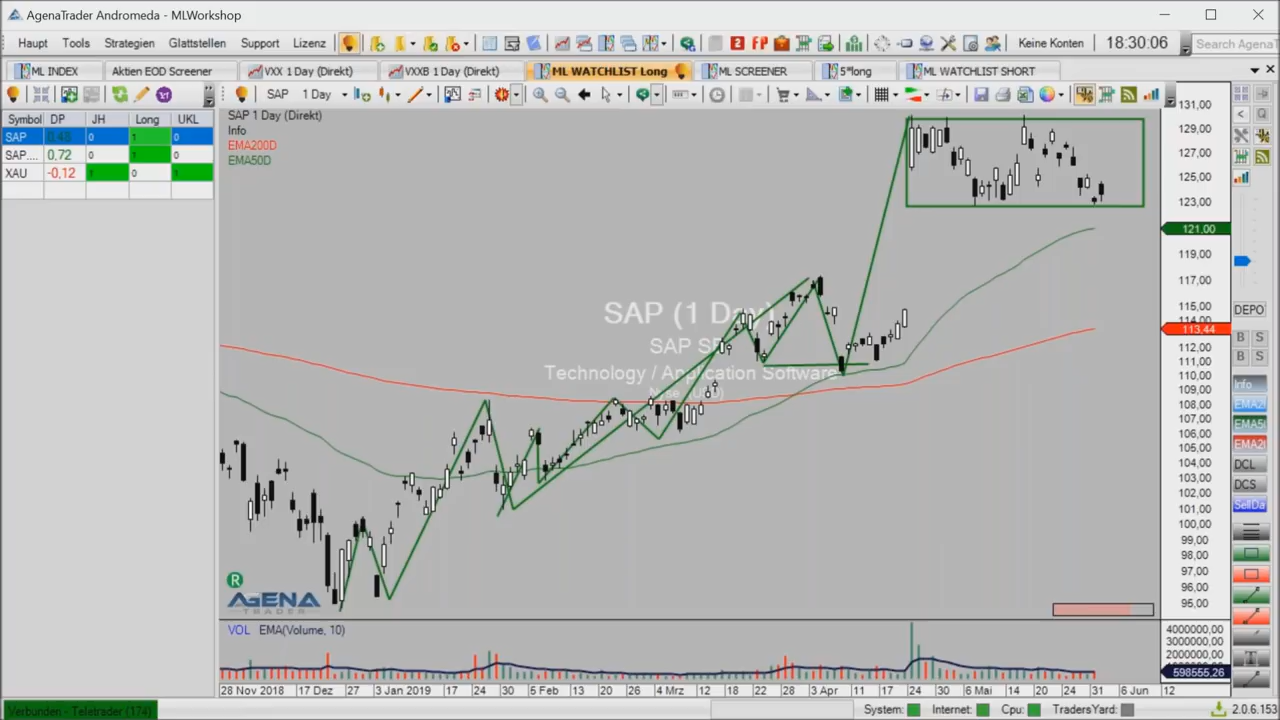 AgenaTrader Andromeda - MLWorkshop
Haupt Tools Strategien Glattstellen Support Lizenz Keine Konten 18:30:06 Search Agena
ML INDEX Aktien EOD Screener VXX 1 Day (Direkt) VXXB 1 Day (Direkt) ML WATCHLIST Long ML SCREENER 5*long ML WATCHLIST SHORT
SAP 1 Day
Symbol DP JH Long UKL
SAP 0,48 0 1 0
SAP.... 0,72 0 1 0
XAU -0,12 1 0 1
SAP 1 Day (Direkt)
Info
EMA200D
EMA50D
SAP (1 Day)
SAP SE
Technology / Application Software
131,00
129,00
127,00
125,00
123,00
121,00
119,00
117,00
115,00
114,00
113,44
112,00
111,00
110,00
109,00
108,00
107,00
106,00
105,00
104,00
103,00
102,00
101,00
100,00
99,00
98,00
97,00
96,00
95,00
DEPO
B S
B S
Info
EMA2
EMA5
EMA2
DCL
DCS
SellDa
R
AGENA
TRADER
VOL EMA(Volume, 10)
4000000,00
3000000,00
2000000,00
598555.26
28 Nov 2018 17 Dez 27 3 Jan 2019 17 24 30 5 Feb 13 20 26 4 Mrz 12 18 22 28 3 Apr 11 17 24 30 6 Mai 14 20 24 31 6 Jun 12
Verbunden - Teletrader (174) System: Internet: Cpu: TradersYard: 2.0.6.153